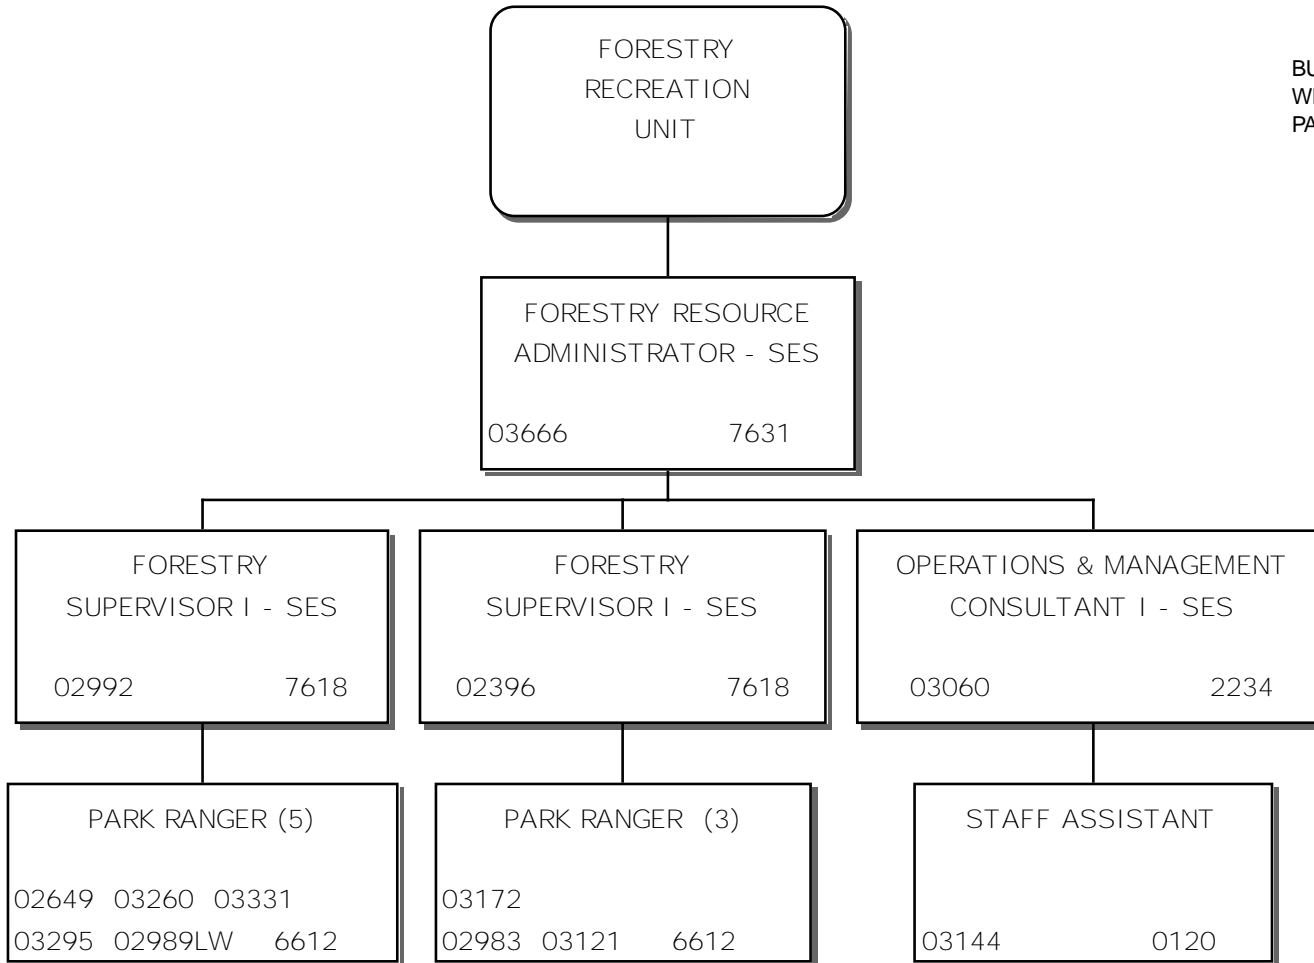 FORESTRY
RECREATION
UNIT
BU
PA
FORESTRY RESOURCE
ADMINISTRATOR - SES
03666 7631
FORESTRY
SUPERVISOR I - SES
02992 7618
FORESTRY
SUPERVISOR I - SES
02396 7618
OPERATIONS & MANAGEMENT
CONSULTANT I - SES
03060 2234
PARK RANGER (5)
02649 03260 03331
03295 02989LW 6612
PARK RANGER (3)
03172
02983 03121 6612
STAFF ASSISTANT
03144 0120